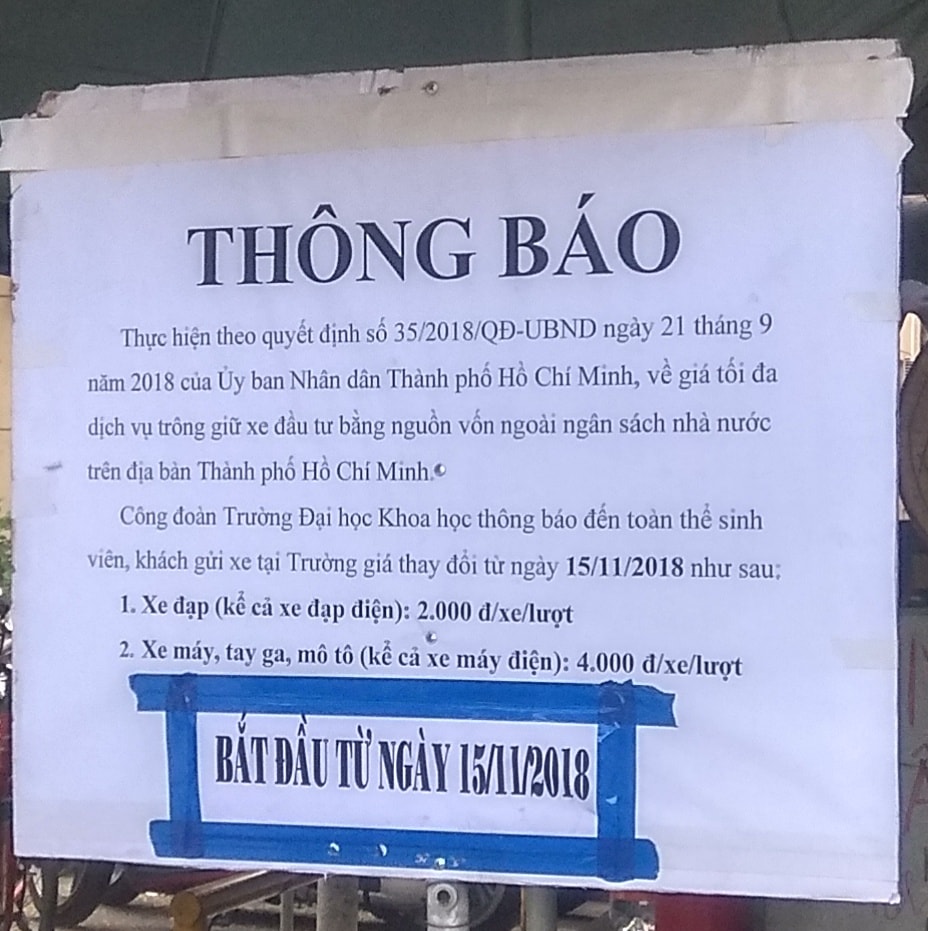 THÔNG BÁO
Thực hiện theo quyết định số 35/2018/QĐ-UBND ngày 21 tháng 9
năm 2018 của Ủy ban Nhân dân Thành phố Hồ Chí Minh, về giá tối đa
dịch vụ trông giữ xe đầu tư bằng nguồn vốn ngoài ngân sách nhà nước
trên địa bàn Thành phố Hồ Chí Minh.
Công đoàn Trường Đại học Khoa học thông báo đến toàn thể sinh
viên, khách gửi xe tại Trường giá thay đổi từ ngày 15/11/2018 như sau:
1. Xe đạp (kể cả xe đạp điện): 2.000 đ/xe/lượt
2. Xe máy, tay ga, mô tô (kể cả xe máy điện): 4.000 đ/xe/lượt
BẮT ĐẦU TỪ NGÀY 15/11/2018